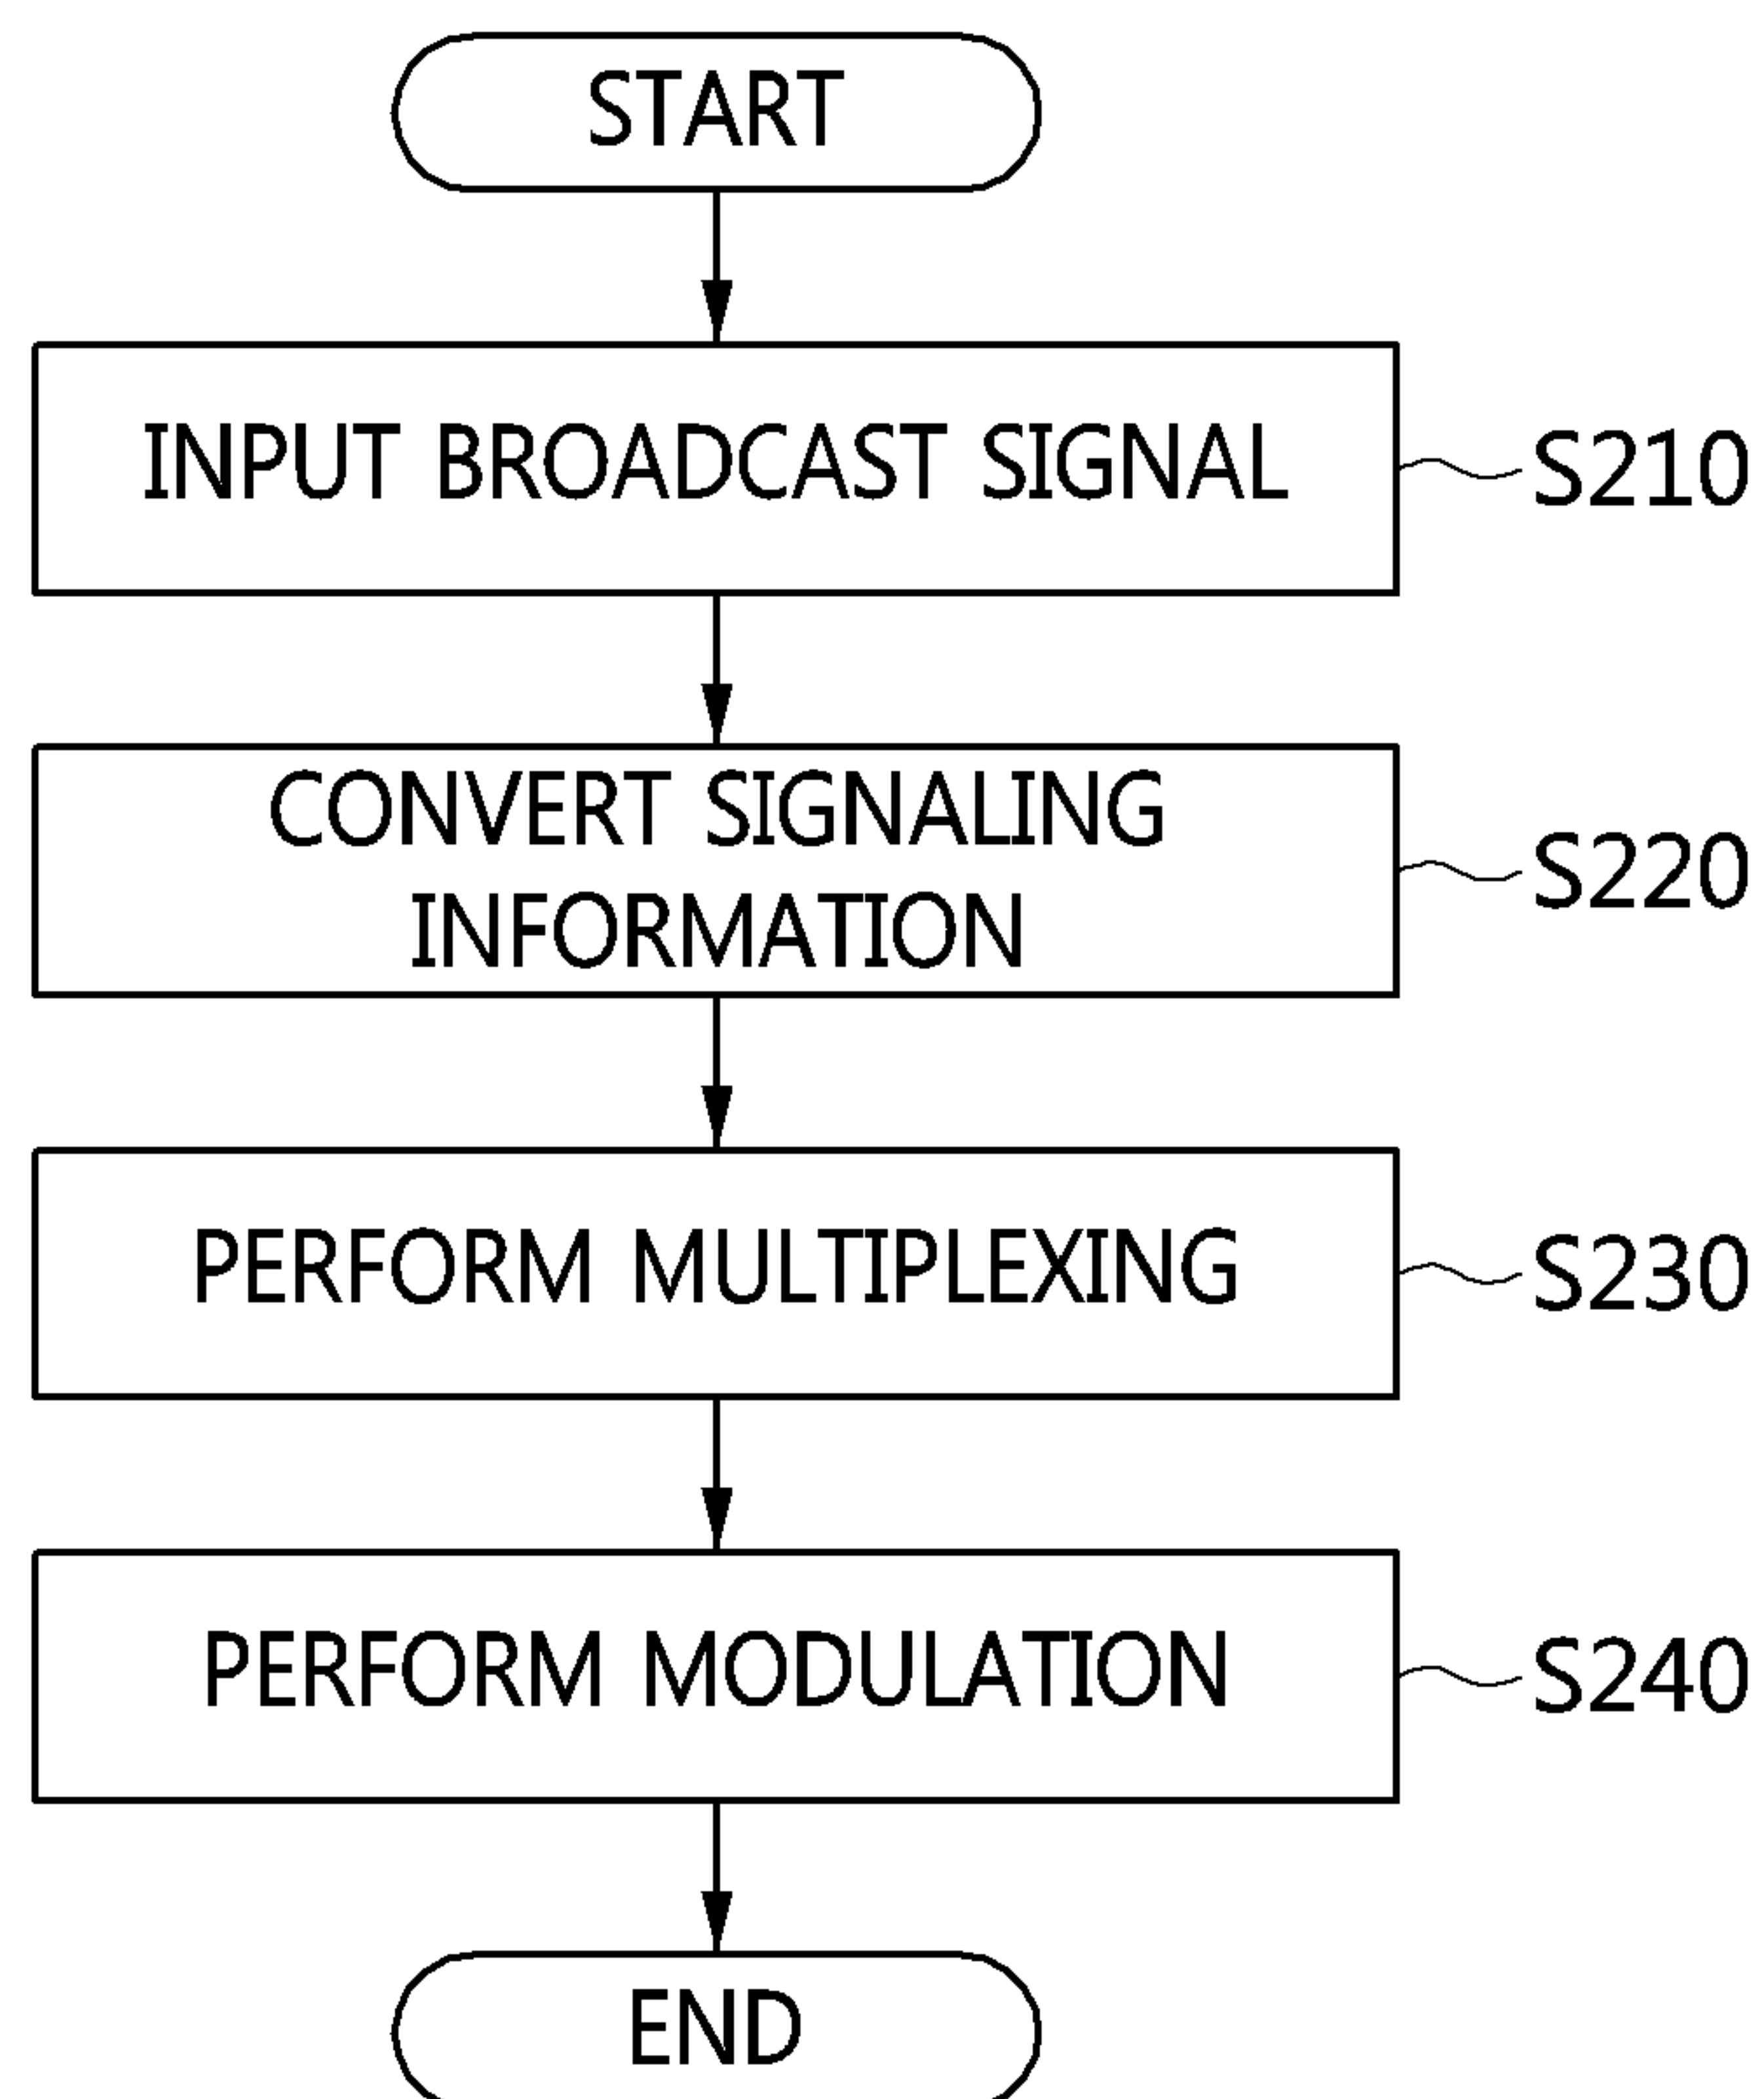 START
INPUT BROADCAST SIGNAL
S210
CONVERT SIGNALING
INFORMATION
S220
PERFORM MULTIPLEXING
S230
PERFORM MODULATION
S240
END